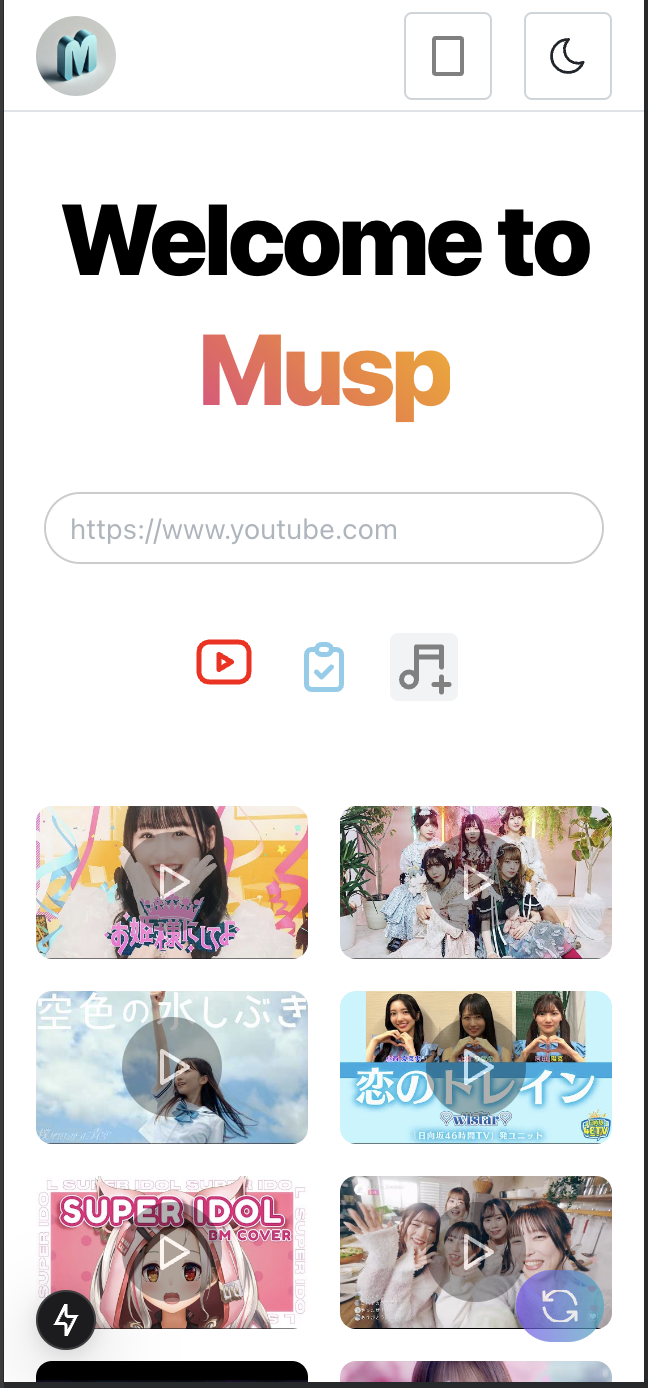 M
Welcome to
Musp
https://www.youtube.com
お姫様にしてよ
空色の水しぶき
恋のトレイン
wistar
日向坂46時間TV 発ユニット
SUPER IDOL
BM COVER